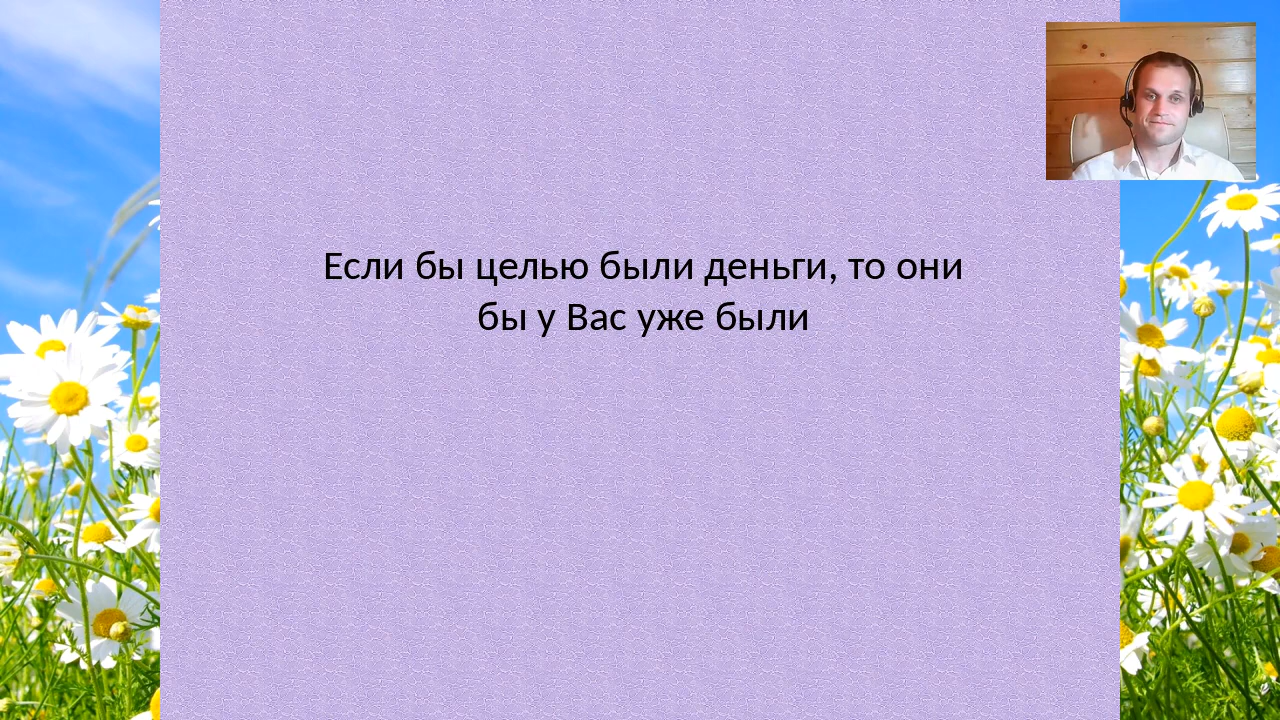 Если бы целью были деньги, то они
бы у Вас уже были